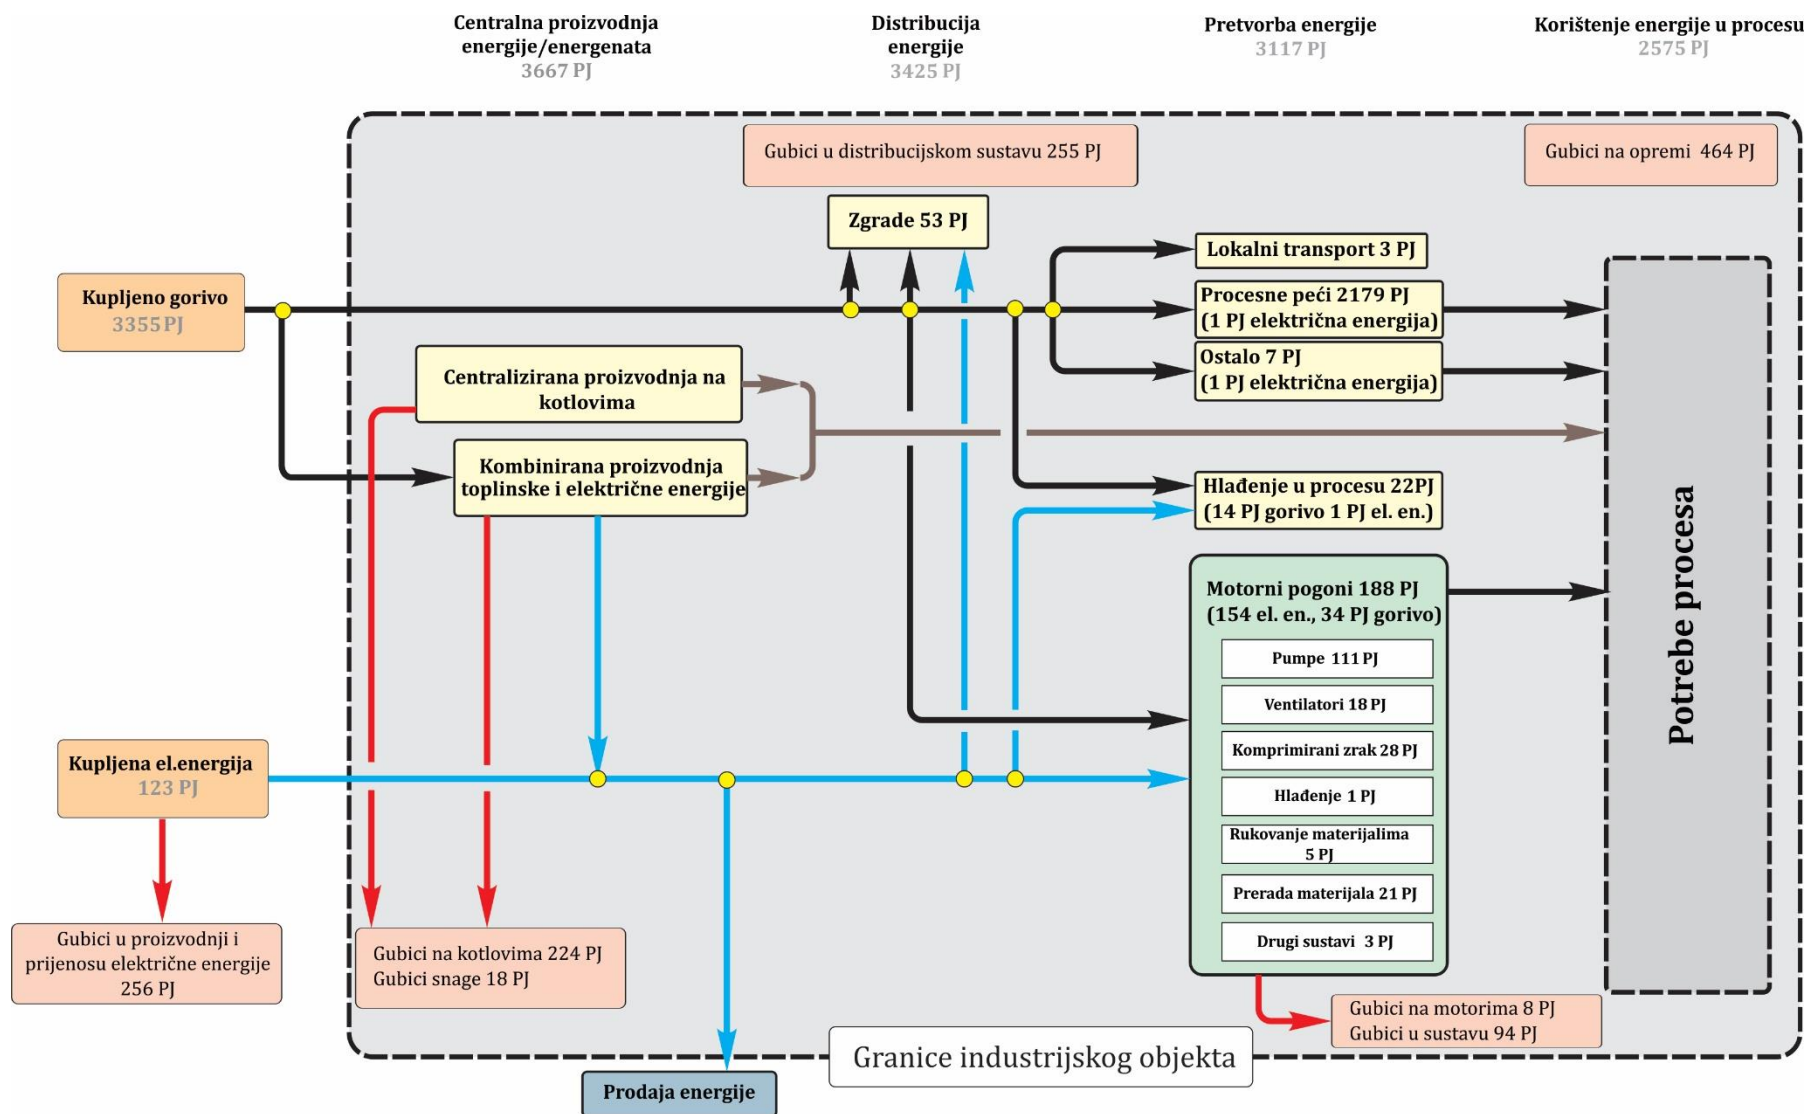 Centralna proizvodnja
energije/energenata
3667 PJ
Distribucija
energije
3425 PJ
Pretvorba energije
3117 PJ
Korištenje energije u procesu
2575 PJ
Gubici u distribucijskom sustavu 255 PJ
Gubici na opremi 464 PJ
Zgrade 53 PJ
Lokalni transport 3 PJ
Kupljeno gorivo
3355 PJ
Procesne peći 2179 PJ
(1 PJ električna energija)
Ostalo 7 PJ
(1 PJ električna energija)
Centralizirana proizvodnja na
kotlovima
Kombinirana proizvodnja
toplinske i električne energije
Hlađenje u procesu 22PJ
(14 PJ gorivo 1 PJ el. en.)
Motorni pogoni 188 PJ
(154 el. en., 34 PJ gorivo)
Pumpe 111 PJ
Ventilatori 18 PJ
Komprimirani zrak 28 PJ
Hlađenje 1 PJ
Rukovanje materijalima
5 PJ
Prerada materijala 21 PJ
Drugi sustavi 3 PJ
Potrebe procesa
Kupljena el.energija
123 PJ
Gubici u proizvodnji i
prijenosu električne energije
256 PJ
Gubici na kotlovima 224 PJ
Gubici snage 18 PJ
Gubici na motorima 8 PJ
Gubici u sustavu 94 PJ
Granice industrijskog objekta
Prodaja energije